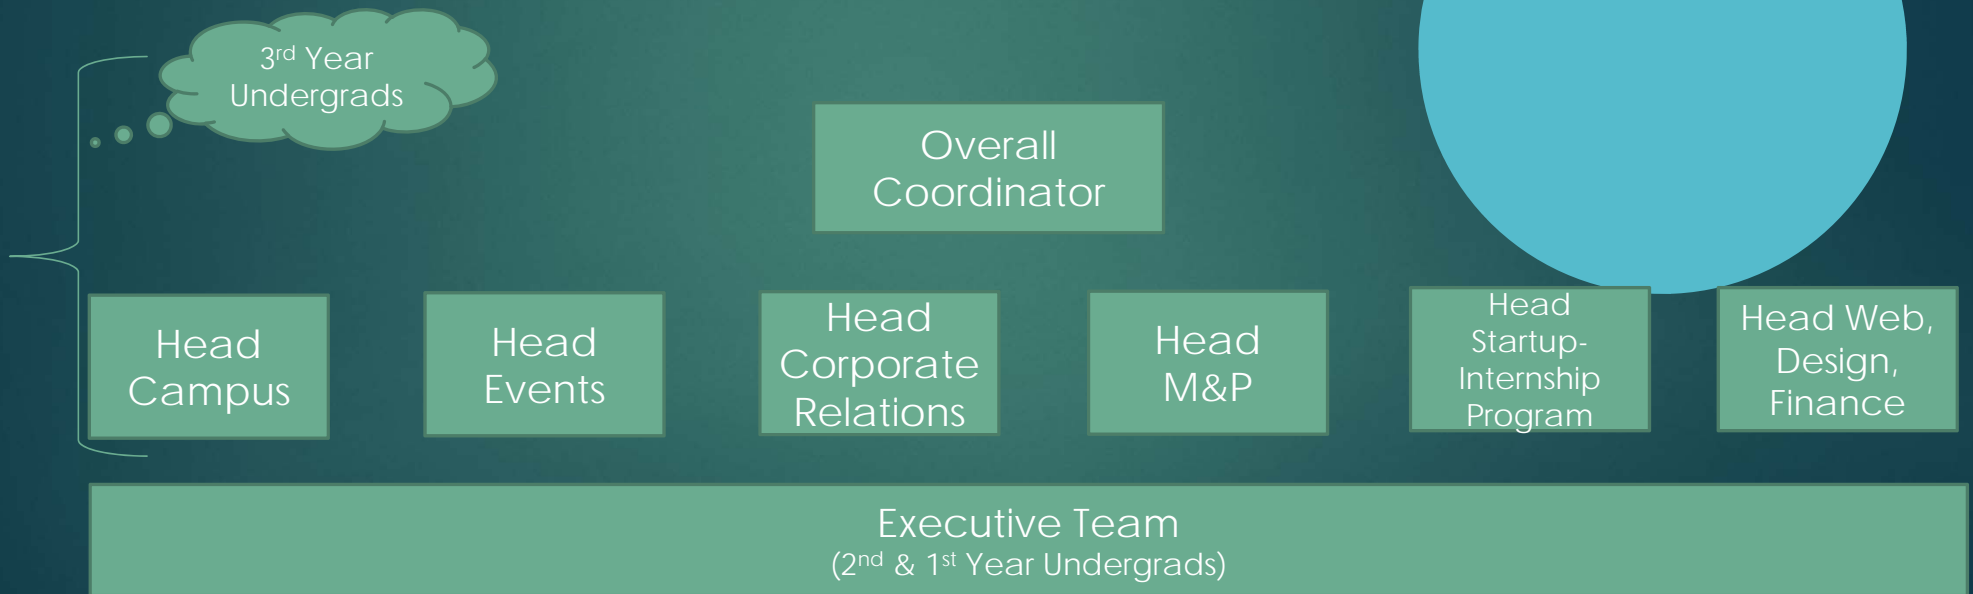 3rd Year
Undergrads
Overall
Coordinator
Head
Campus
Head
Events
Head
Corporate
Relations
Head
M&P
Head
Startup-
Internship
Program
Head Web,
Design,
Finance
Executive Team
(2nd & 1st Year Undergrads)